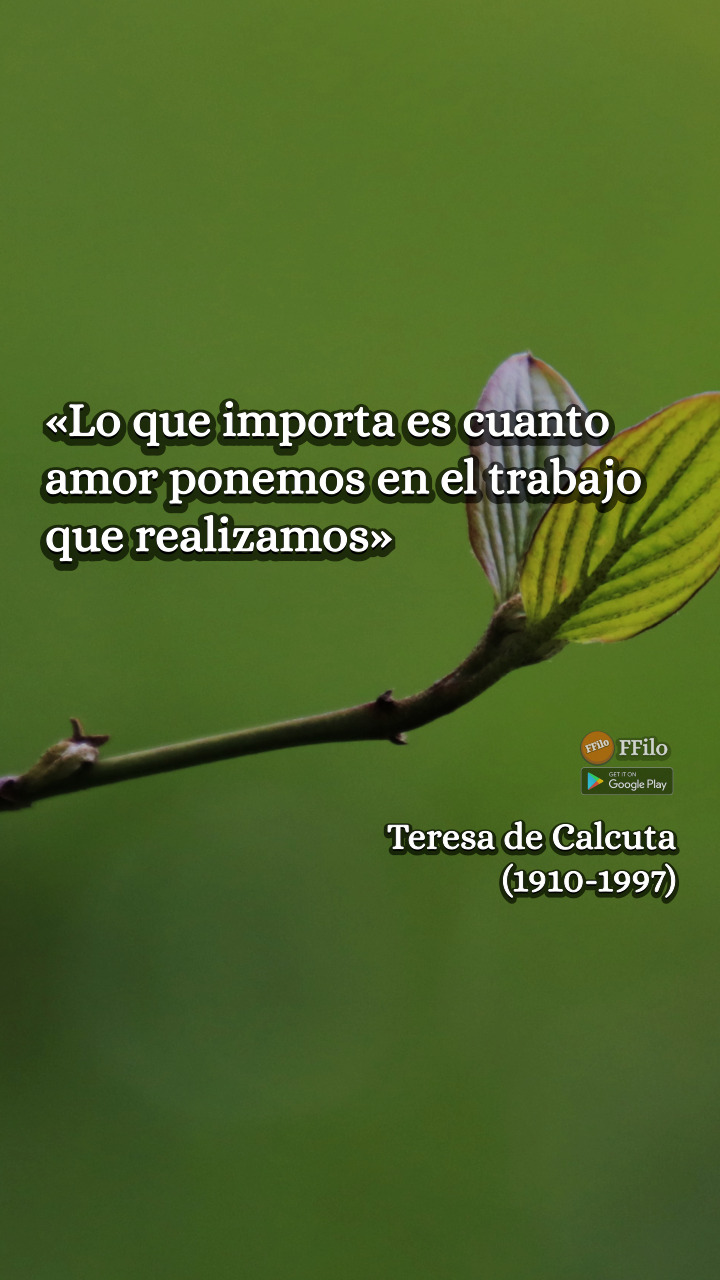 «Lo que importa es cuanto
amor ponemos en el trabajo
que realizamos»
FFilo FFilo
GET IT ON
Google Play
Teresa de Calcuta
(1910-1997)